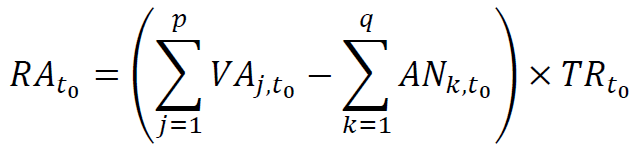 RA_{t_0} = \left( \sum_{j=1}^{p} VA_{j,t_0} - \sum_{k=1}^{q} AN_{k,t_0} \right) \times TR_{t_0}